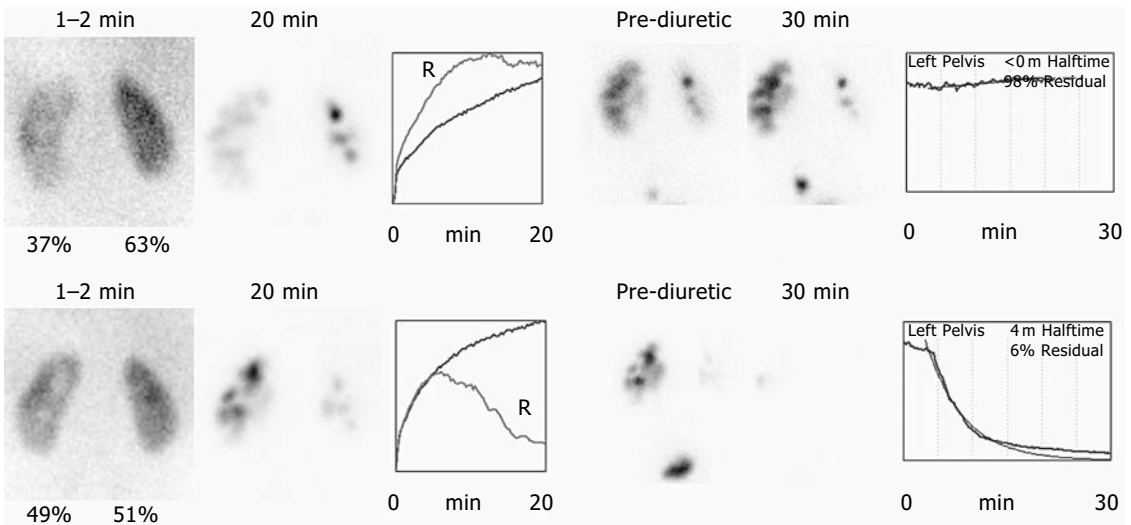 1–2 min 20 min Pre-diuretic 30 min
R
Left Pelvis <0 m Halftime
98% Residual
0 min 20 0 min 30
37% 63%
1–2 min 20 min Pre-diuretic 30 min
Left Pelvis 4 m Halftime
6% Residual
R
0 min 20 0 min 30
49% 51%